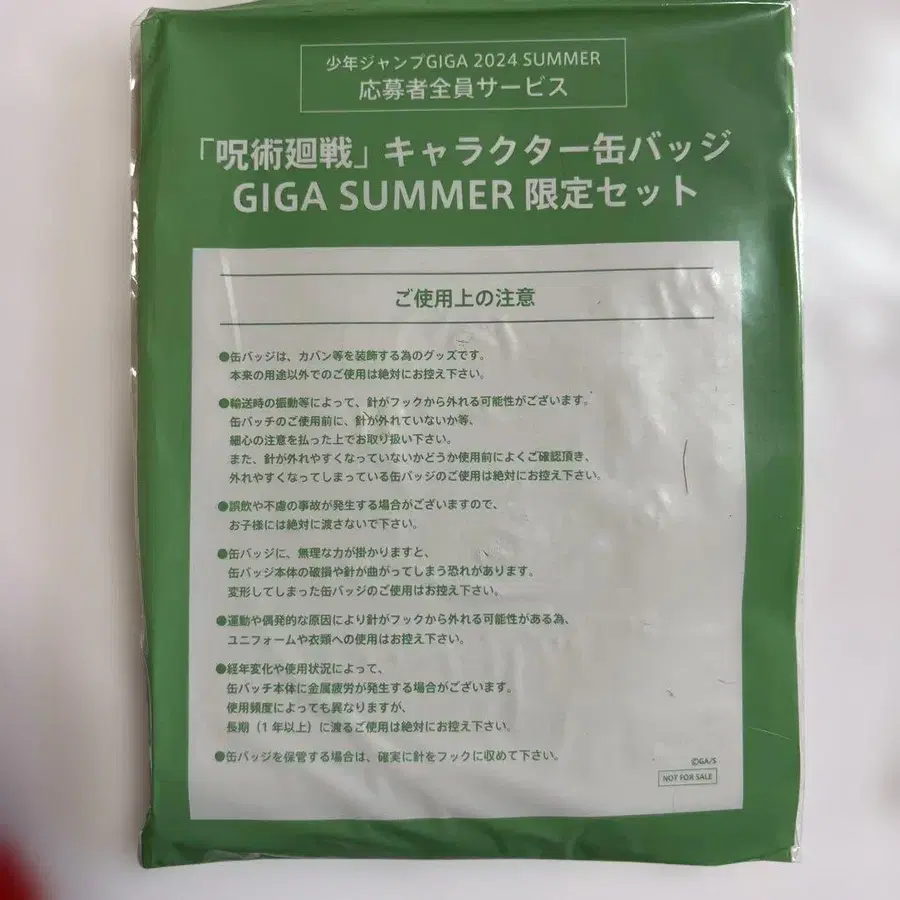 少年ジャンプGIGA 2024 SUMMER
応募者全員サービス
「呪術廻戦」キャラクター缶バッジ
GIGA SUMMER 限定セット
ご使用上の注意
●缶バッジは、カバン等を装飾する為のグッズです。
本来の用途以外でのご使用は絶対にお控え下さい。
●輸送時の振動等によって、針がフックから外れる可能性がございます。
缶バッチのご使用前に、針が外れていないか等、
細心の注意を払った上でお取り扱い下さい。
また、針が外れやすくなっていないかどうか使用前によくご確認頂き、
外れやすくなってしまっている缶バッジのご使用は絶対にお控え下さい。
●誤飲や不慮の事故が発生する場合がございますので、
お子様には絶対に渡さないで下さい。
●缶バッジに、無理な力が掛かりますと、
缶バッジ本体の破損や針が曲がってしまう恐れがあります。
変形してしまった缶バッジのご使用はお控え下さい。
●運動や偶発的な原因により針がフックから外れる可能性がある為、
ユニフォームや衣類への使用はお控え下さい。
●経年変化や使用状況によって、
缶バッチ本体に金属疲労が発生する場合がございます。
使用頻度によっても異なりますが、
長期（1年以上）に渡るご使用は絶対にお控え下さい。
●缶バッジを保管する場合は、確実に針をフックに収めて下さい。
©GA/S
NOT FOR SALE